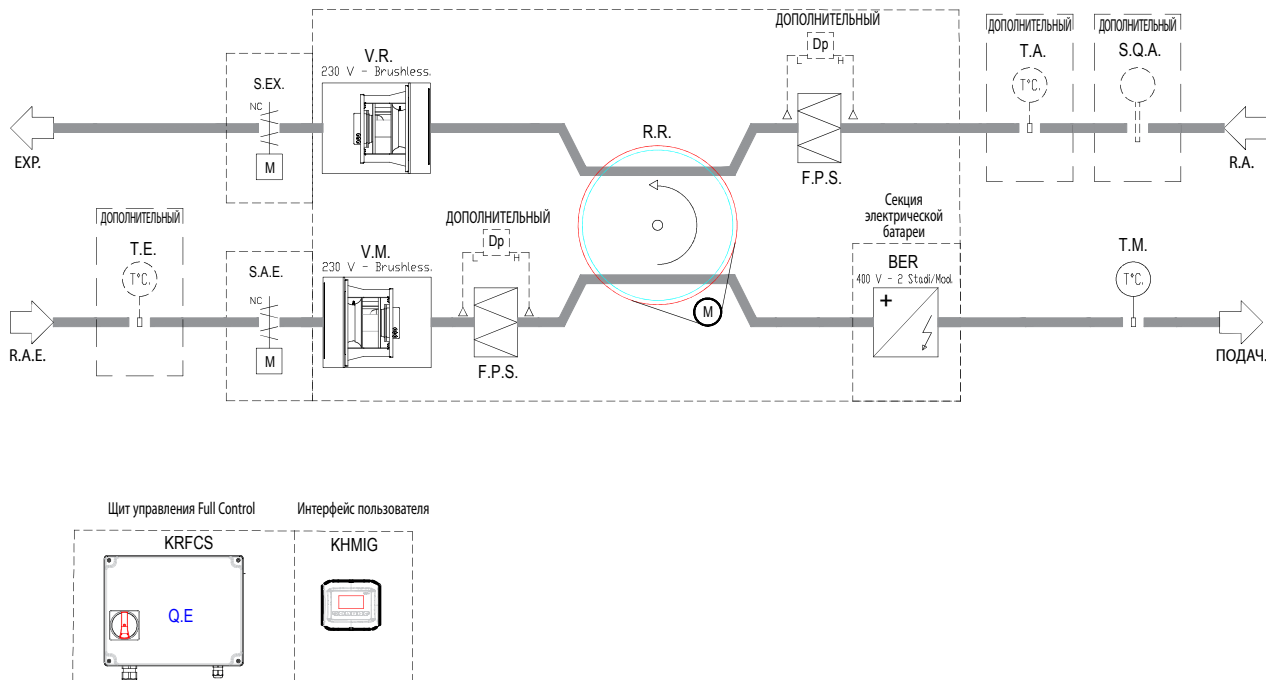 ДОПОЛНИТЕЛЬНЫЙ
Dp
L H
ДОПОЛНИТЕЛЬНЫЙ
T.A.
T°C.
ДОПОЛНИТЕЛЬНЫЙ
S.Q.A.
V.R.
230 V - Brushless.
S.EX.
NC
M
EXP.
R.R.
F.P.S.
R.A.
ДОПОЛНИТЕЛЬНЫЙ
T.E.
T°C.
S.A.E.
NC
M
V.M.
230 V - Brushless.
ДОПОЛНИТЕЛЬНЫЙ
Dp
L H
F.P.S.
M
Секция
электрической
батареи
BER
400 V - 2 Stadi/Mod
+
T.M.
T°C.
R.A.E.
ПОДАЧ.
Щит управления Full Control
KRFCS
Q.E
Интерфейс пользователя
KHMIG